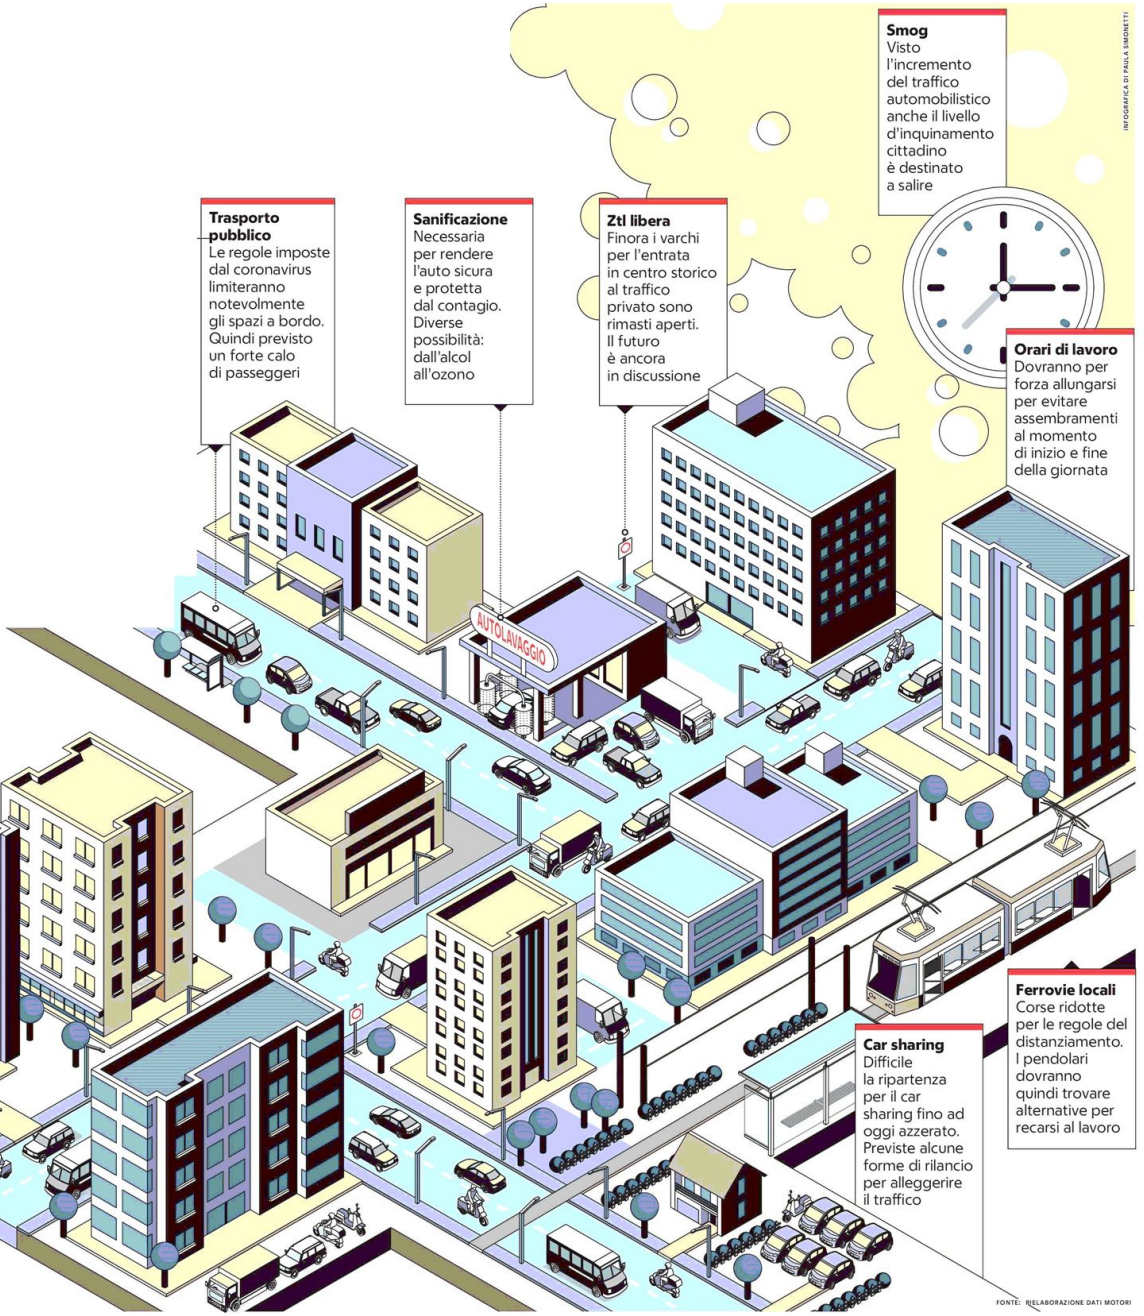 Smog
Visto
l'incremento
del traffico
automobilistico
anche il livello
d'inquinamento
cittadino
è destinato
a salire
INFOGRAFICA DI PAULA SIMONETTI
Trasporto
pubblico
Le regole imposte
dal coronavirus
limiteranno
notevolmente
gli spazi a bordo.
Quindi previsto
un forte calo
di passeggeri
Sanificazione
Necessaria
per rendere
l'auto sicura
e protetta
dal contagio.
Diverse
possibilità:
dall'alcol
all'ozono
Ztl libera
Finora i varchi
per l'entrata
in centro storico
al traffico
privato sono
rimasti aperti.
Il futuro
è ancora
in discussione
Orari di lavoro
Dovranno per
forza allungarsi
per evitare
assembramenti
al momento
di inizio e fine
della giornata
AUTOLAVAGGIO
Ferrovie locali
Corse ridotte
per le regole del
distanziamento.
I pendolari
dovranno
quindi trovare
alternative per
recarsi al lavoro
Car sharing
Difficile
la ripartenza
per il car
sharing fino ad
oggi azzerato.
Previste alcune
forme di rilancio
per alleggerire
il traffico
FONTE: RIELABORAZIONE DATI MOTORI